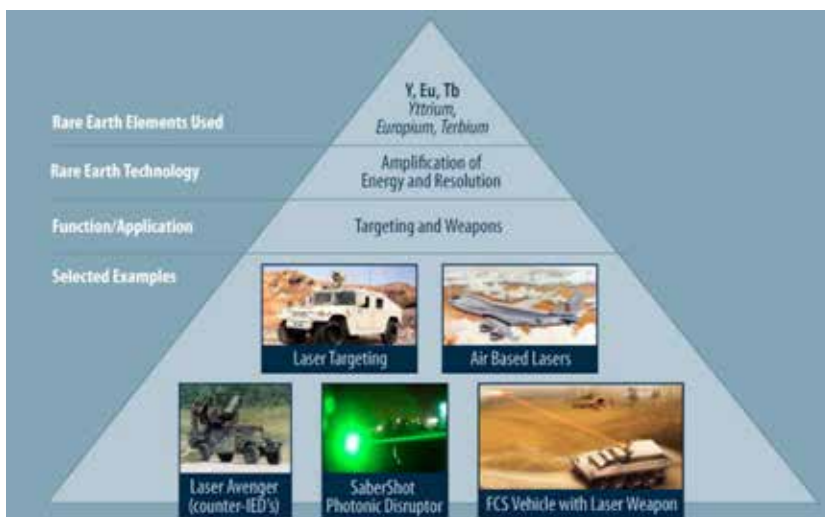 Y, Eu, Tb
Yttrium,
Europium, Terbium
Rare Earth Elements Used
Amplification of
Energy and Resolution
Rare Earth Technology
Targeting and Weapons
Function/Application
Selected Examples
Laser Targeting
Air Based Lasers
Laser Avenger
(counter-IED's)
SaberShot
Photonic Disruptor
FCS Vehicle with Laser Weapon